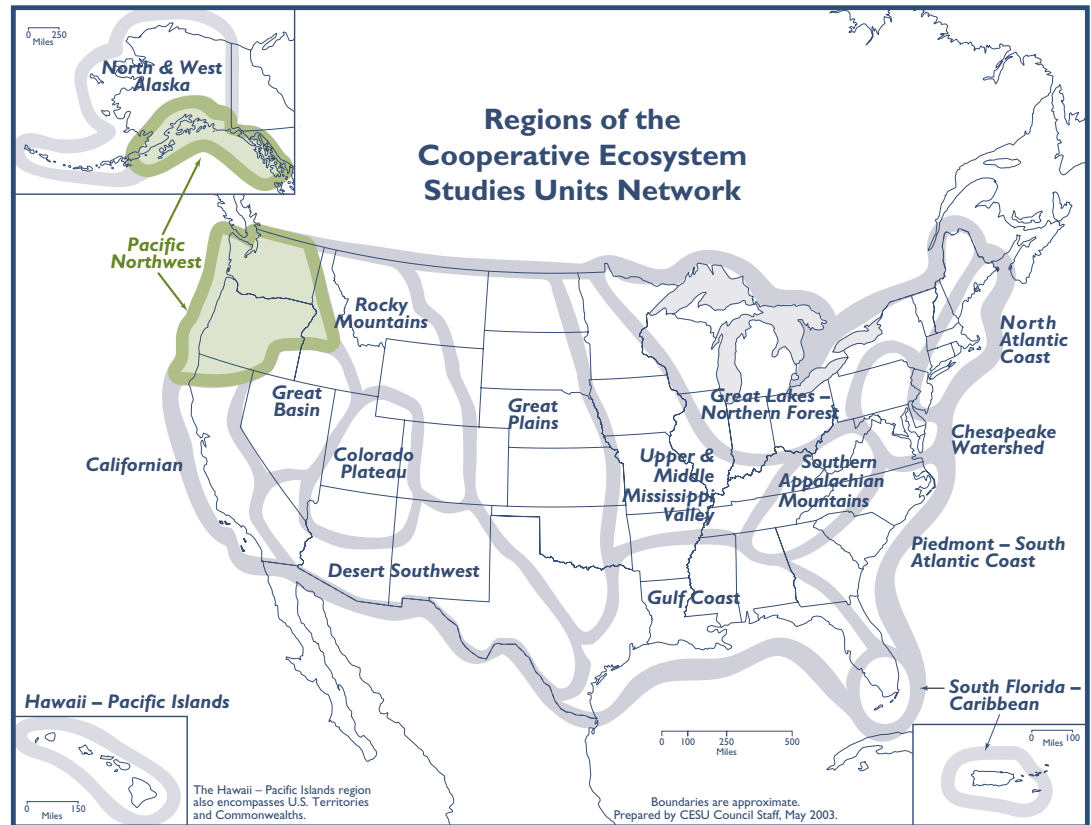 0 250
Miles
North & West
Alaska
Regions of the
Cooperative Ecosystem
Studies Units Network
Pacific
Northwest
Rocky
Mountains
North
Atlantic
Coast
Great
Basin
Great
Plains
Great Lakes –
Northern Forest
Chesapeake
Watershed
Californian
Colorado
Plateau
Upper &
Middle
Mississippi
Valley
Southern
Appalachian
Mountains
Piedmont – South
Atlantic Coast
Desert Southwest
Gulf Coast
South Florida –
Caribbean
Hawaii – Pacific Islands
0 100 250 500
Miles
0 100
Miles
0 150
Miles
The Hawaii – Pacific Islands region
also encompasses U.S. Territories
and Commonwealths.
Boundaries are approximate.
Prepared by CESU Council Staff, May 2003.